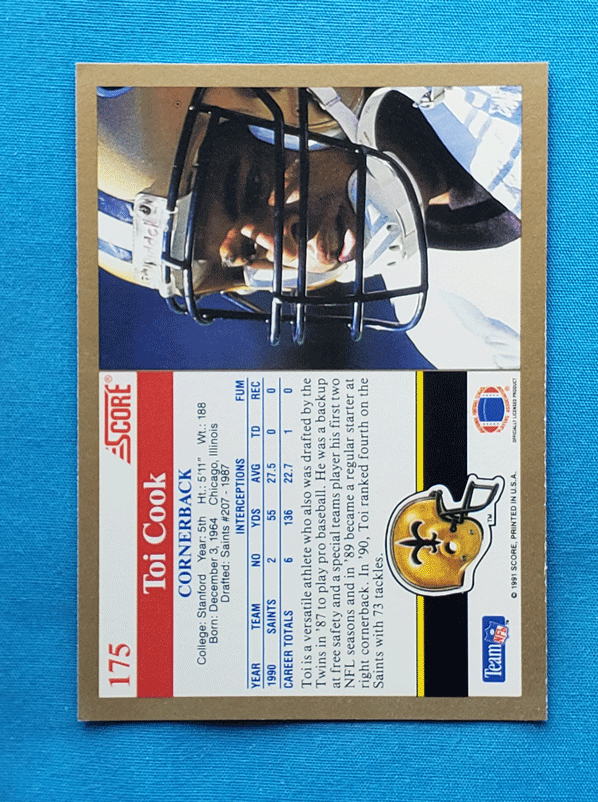 175
SCORE®
Toi Cook
CORNERBACK
College: Stanford Year: 5th Ht.: 5'11" Wt.: 188
Born: December 3, 1964 Chicago, Illinois
Drafted: Saints #207 - 1987
INTERCEPTIONS FUM
YEAR TEAM NO YDS AVG TD REC
1990 SAINTS 2 55 27.5 0 0
CAREER TOTALS 6 136 22.7 1 0
Toi is a versatile athlete who also was drafted by the
Twins in '87 to play pro baseball. He was a backup
at free safety and a special teams player his first two
NFL seasons and in '89 became a regular starter at
right cornerback. In '90, Toi ranked fourth on the
Saints with 73 tackles.
Team NFL™
TM
© 1991 SCORE, PRINTED IN U.S.A.
OFFICIALLY LICENSED PRODUCT